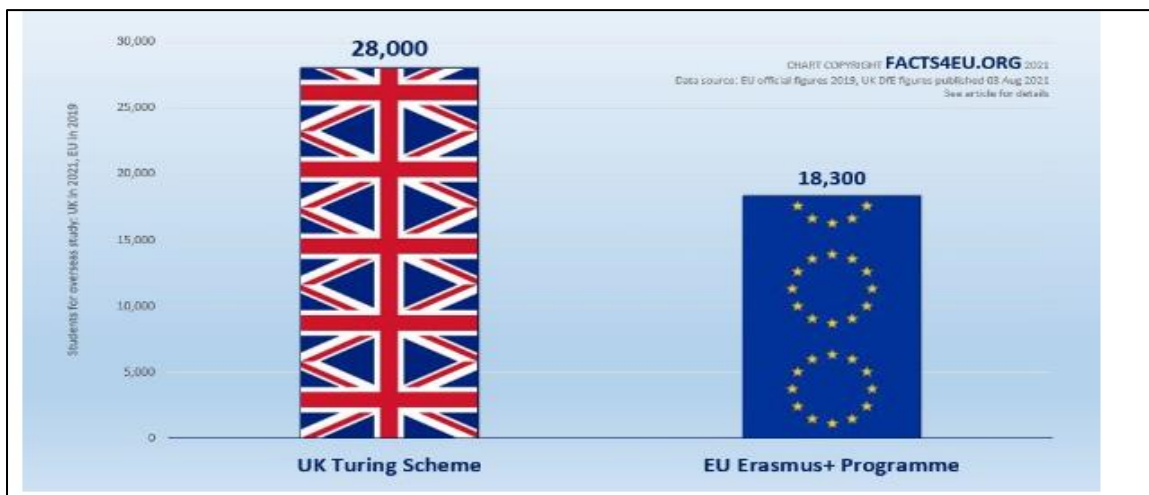 30,000
28,000
CHART COPYRIGHT FACTS4EU.ORG 2021
Data source: EU official figures 2019, UK DfE figures published 03 Aug 2021
See article for details
25,000
20,000
18,300
15,000
10,000
5,000
0
Students for overseas study: UK in 2021, EU in 2019
UK Turing Scheme
EU Erasmus+ Programme